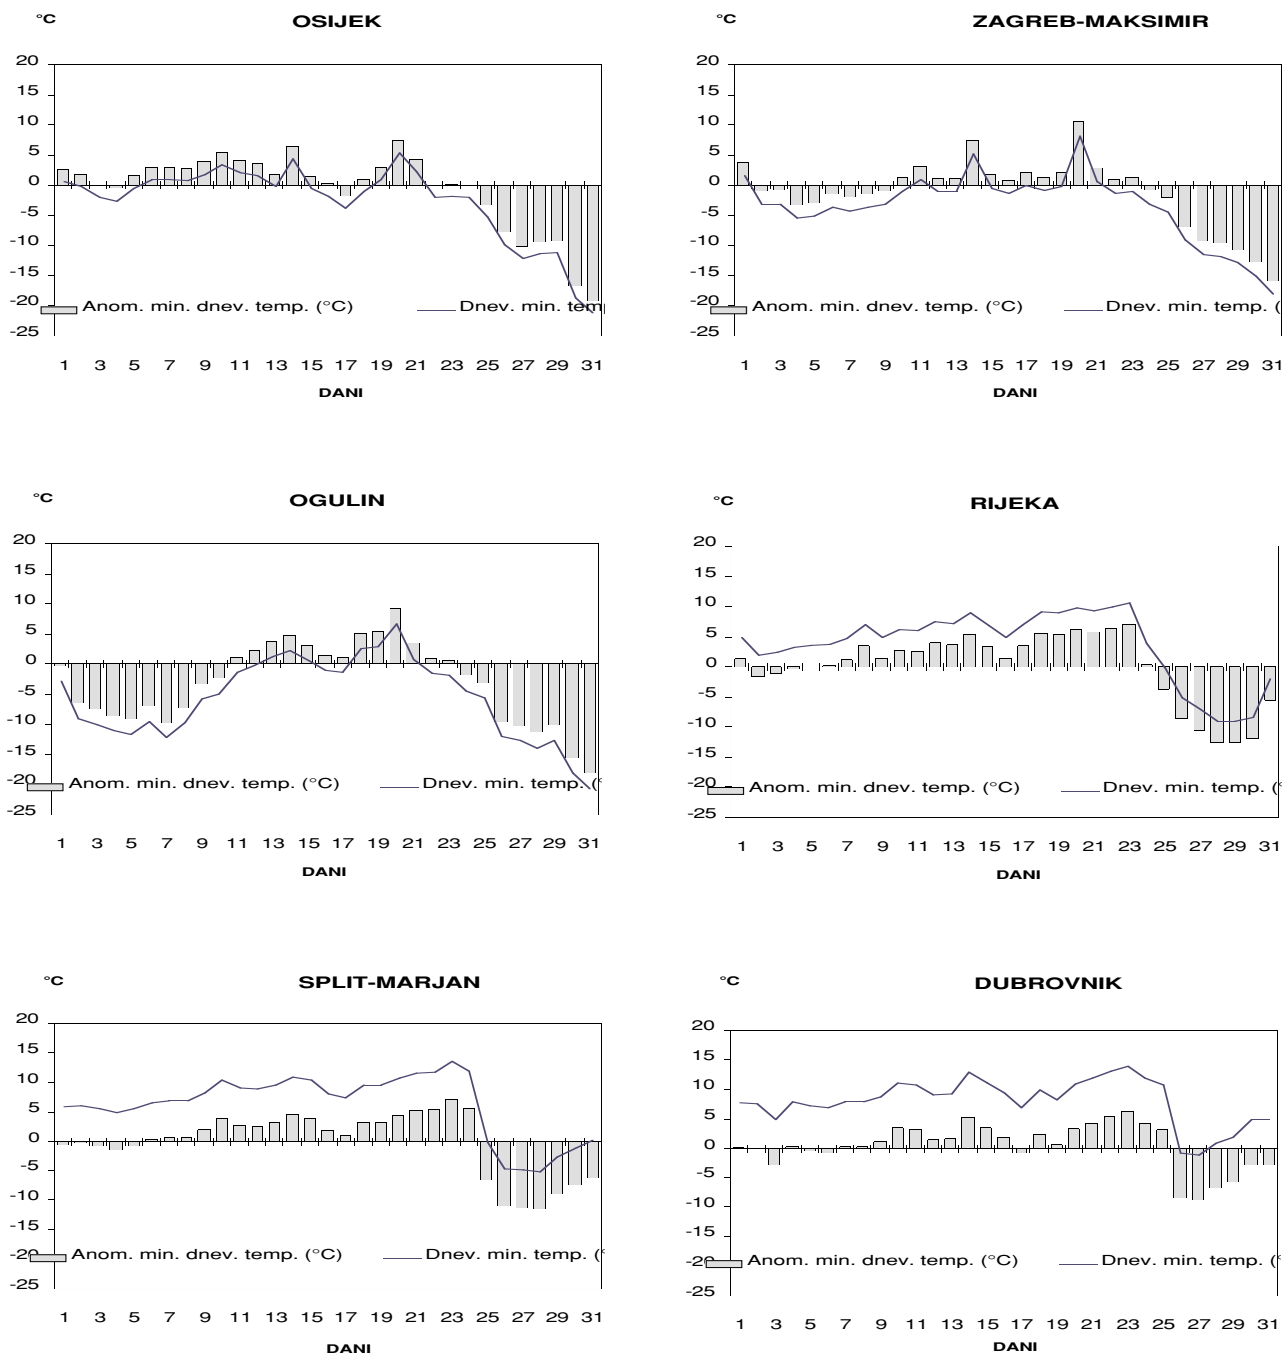 °C OSIJEK
20
15
10
5
0
-5
-10
-15
-20
-25
Anom. min. dnev. temp. (°C) Dnev. min. tem
1 3 5 7 9 11 13 15 17 19 21 23 25 27 29 31
DANI
°C ZAGREB-MAKSIMIR
20
15
10
5
0
-5
-10
-15
-20
-25
Anom. min. dnev. temp. (°C) Dnev. min. temp. (
1 3 5 7 9 11 13 15 17 19 21 23 25 27 29 31
DANI
°C OGULIN
20
15
10
5
0
-5
-10
-15
-20
-25
Anom. min. dnev. temp. (°C) Dnev. min. temp. (°
1 3 5 7 9 11 13 15 17 19 21 23 25 27 29 31
DANI
°C RIJEKA
20
15
10
5
0
-5
-10
-15
-20
-25
Anom. min. dnev. temp. (°C) Dnev. min. temp. (°
1 3 5 7 9 11 13 15 17 19 21 23 25 27 29 31
DANI
°C SPLIT-MARJAN
20
15
10
5
0
-5
-10
-15
-20
-25
Anom. min. dnev. temp. (°C) Dnev. min. temp. (°
1 3 5 7 9 11 13 15 17 19 21 23 25 27 29 31
DANI
°C DUBROVNIK
20
15
10
5
0
-5
-10
-15
-20
-25
Anom. min. dnev. temp. (°C) Dnev. min. temp. (°
1 3 5 7 9 11 13 15 17 19 21 23 25 27 29 31
DANI